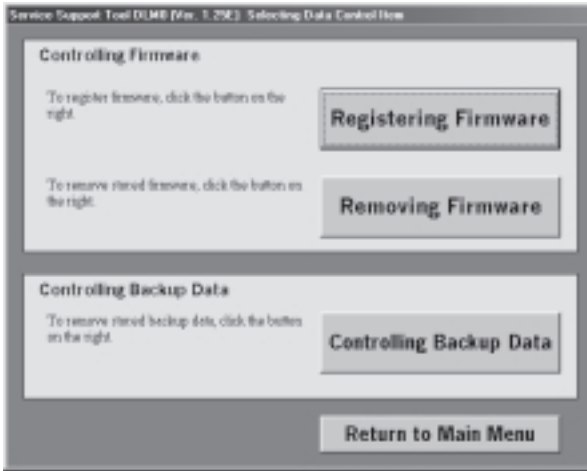 Service Support Tool DLM0 [Ver. 1.25E]: Selecting Data Control Item
Controlling Firmware
To register firmware, click the button on the
right.
Registering Firmware
To remove stored firmware, click the button on
the right.
Removing Firmware
Controlling Backup Data
To remove stored backup data, click the button
on the right.
Controlling Backup Data
Return to Main Menu